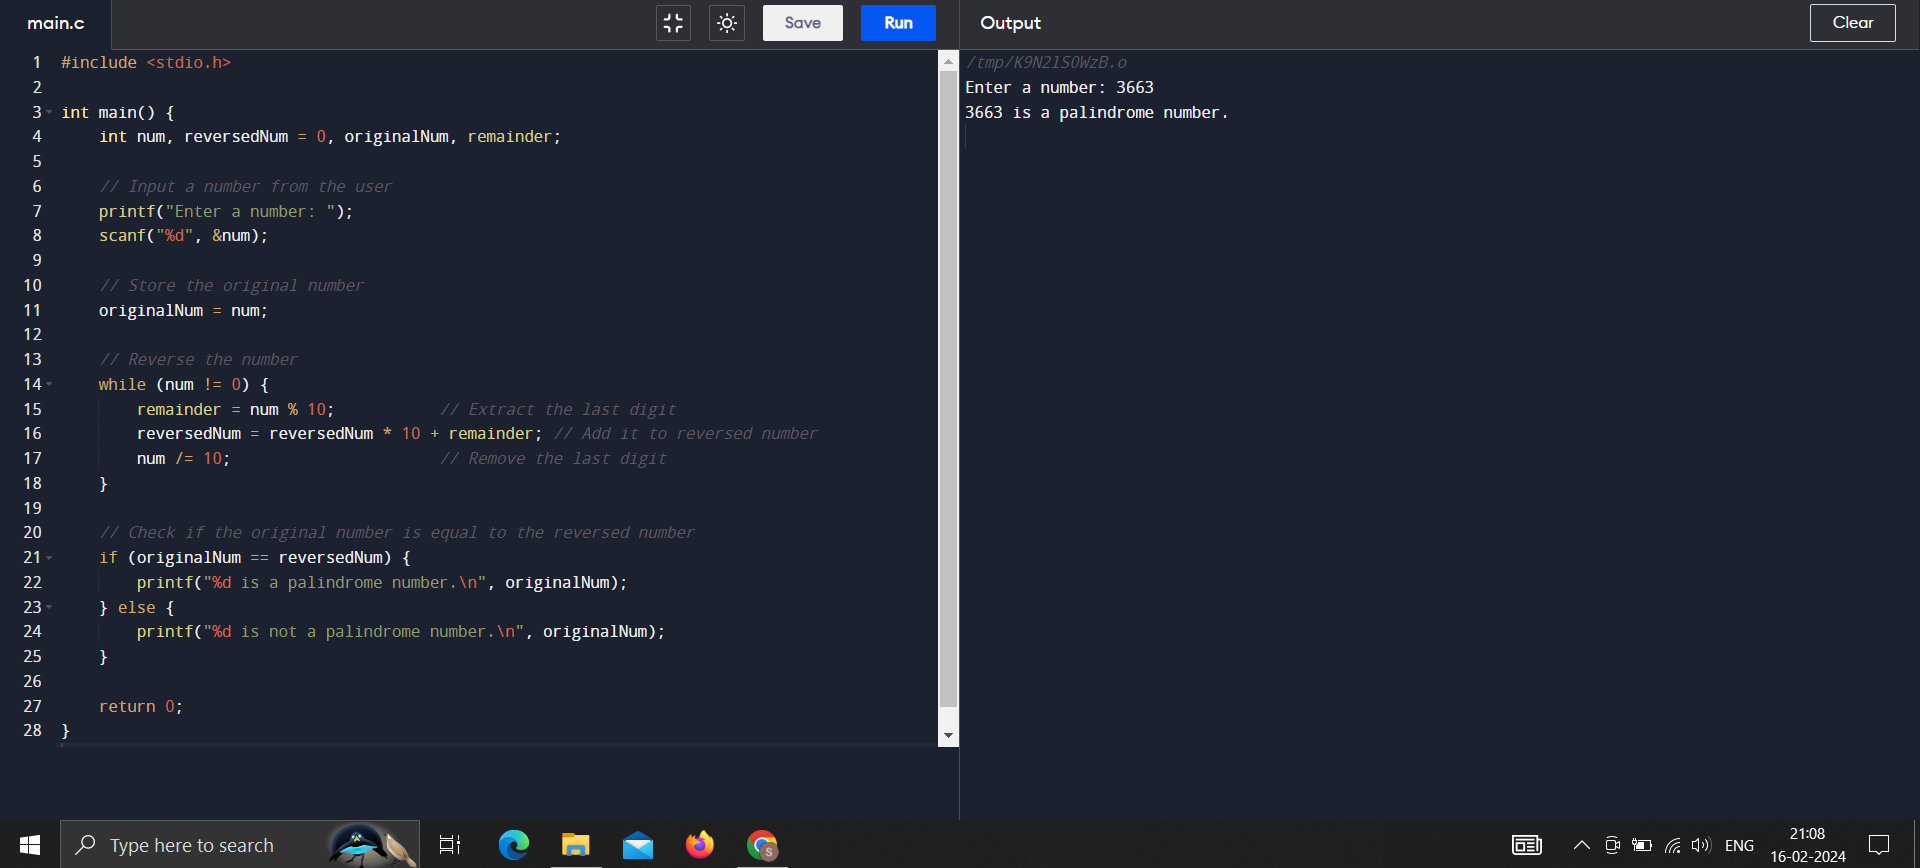 main.c
Save
Run
Output
Clear
1 #include <stdio.h>
2
3 int main() {
4     int num, reversedNum = 0, originalNum, remainder;
5
6     // Input a number from the user
7     printf("Enter a number: ");
8     scanf("%d", &num);
9
10     // Store the original number
11     originalNum = num;
12
13     // Reverse the number
14     while (num != 0) {
15         remainder = num % 10;           // Extract the last digit
16         reversedNum = reversedNum * 10 + remainder; // Add it to reversed number
17         num /= 10;                      // Remove the last digit
18     }
19
20     // Check if the original number is equal to the reversed number
21     if (originalNum == reversedNum) {
22         printf("%d is a palindrome number.\n", originalNum);
23     } else {
24         printf("%d is not a palindrome number.\n", originalNum);
25     }
26
27     return 0;
28 }
/tmp/K9N2lSOWzB.o
Enter a number: 3663
3663 is a palindrome number.
Type here to search
S
ENG
21:08
16-02-2024